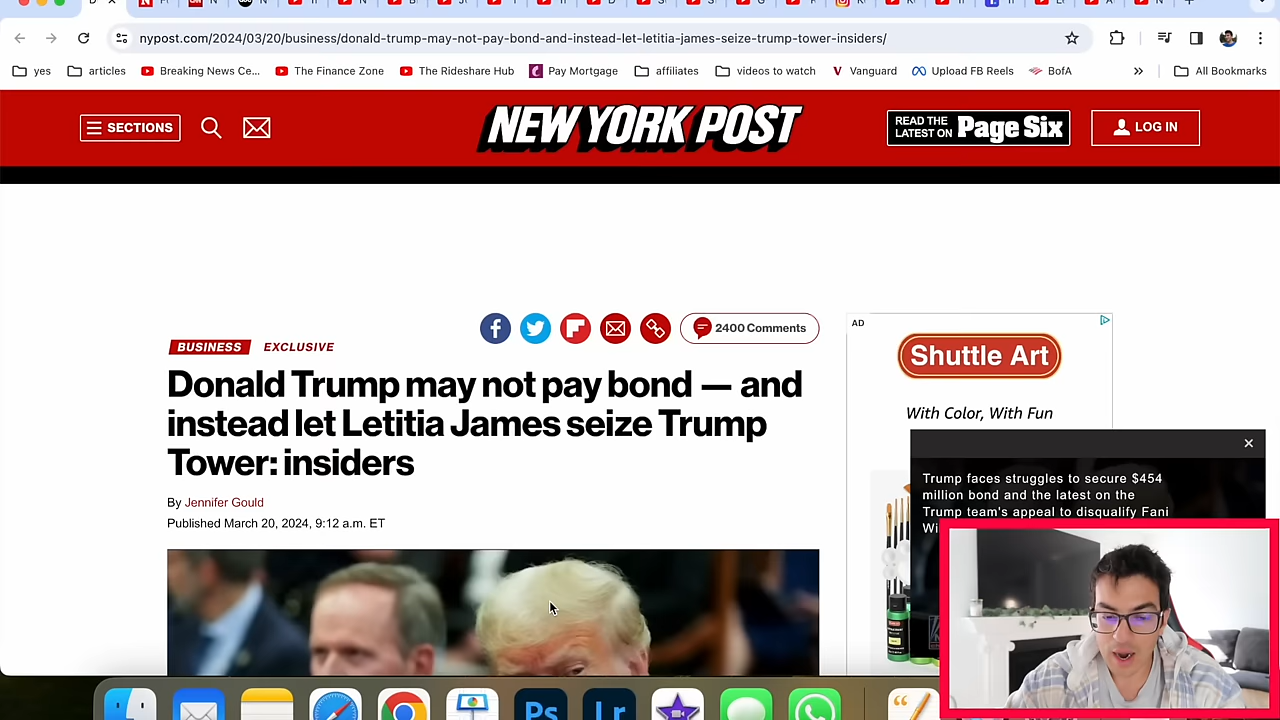 nypost.com/2024/03/20/business/donald-trump-may-not-pay-bond-and-instead-let-letitia-james-seize-trump-tower-insiders/
yes articles Breaking News Ce... The Finance Zone The Rideshare Hub Pay Mortgage affiliates videos to watch Vanguard Upload FB Reels BofA » All Bookmarks
SECTIONS
NEW YORK POST
READ THE LATEST ON Page Six
LOG IN
2400 Comments
BUSINESS EXCLUSIVE
Donald Trump may not pay bond — and
instead let Letitia James seize Trump
Tower: insiders
By Jennifer Gould
Published March 20, 2024, 9:12 a.m. ET
AD
Shuttle Art
With Color, With Fun
Trump faces struggles to secure $454
million bond and the latest on the
Trump team's appeal to disqualify Fani
Ps Lr